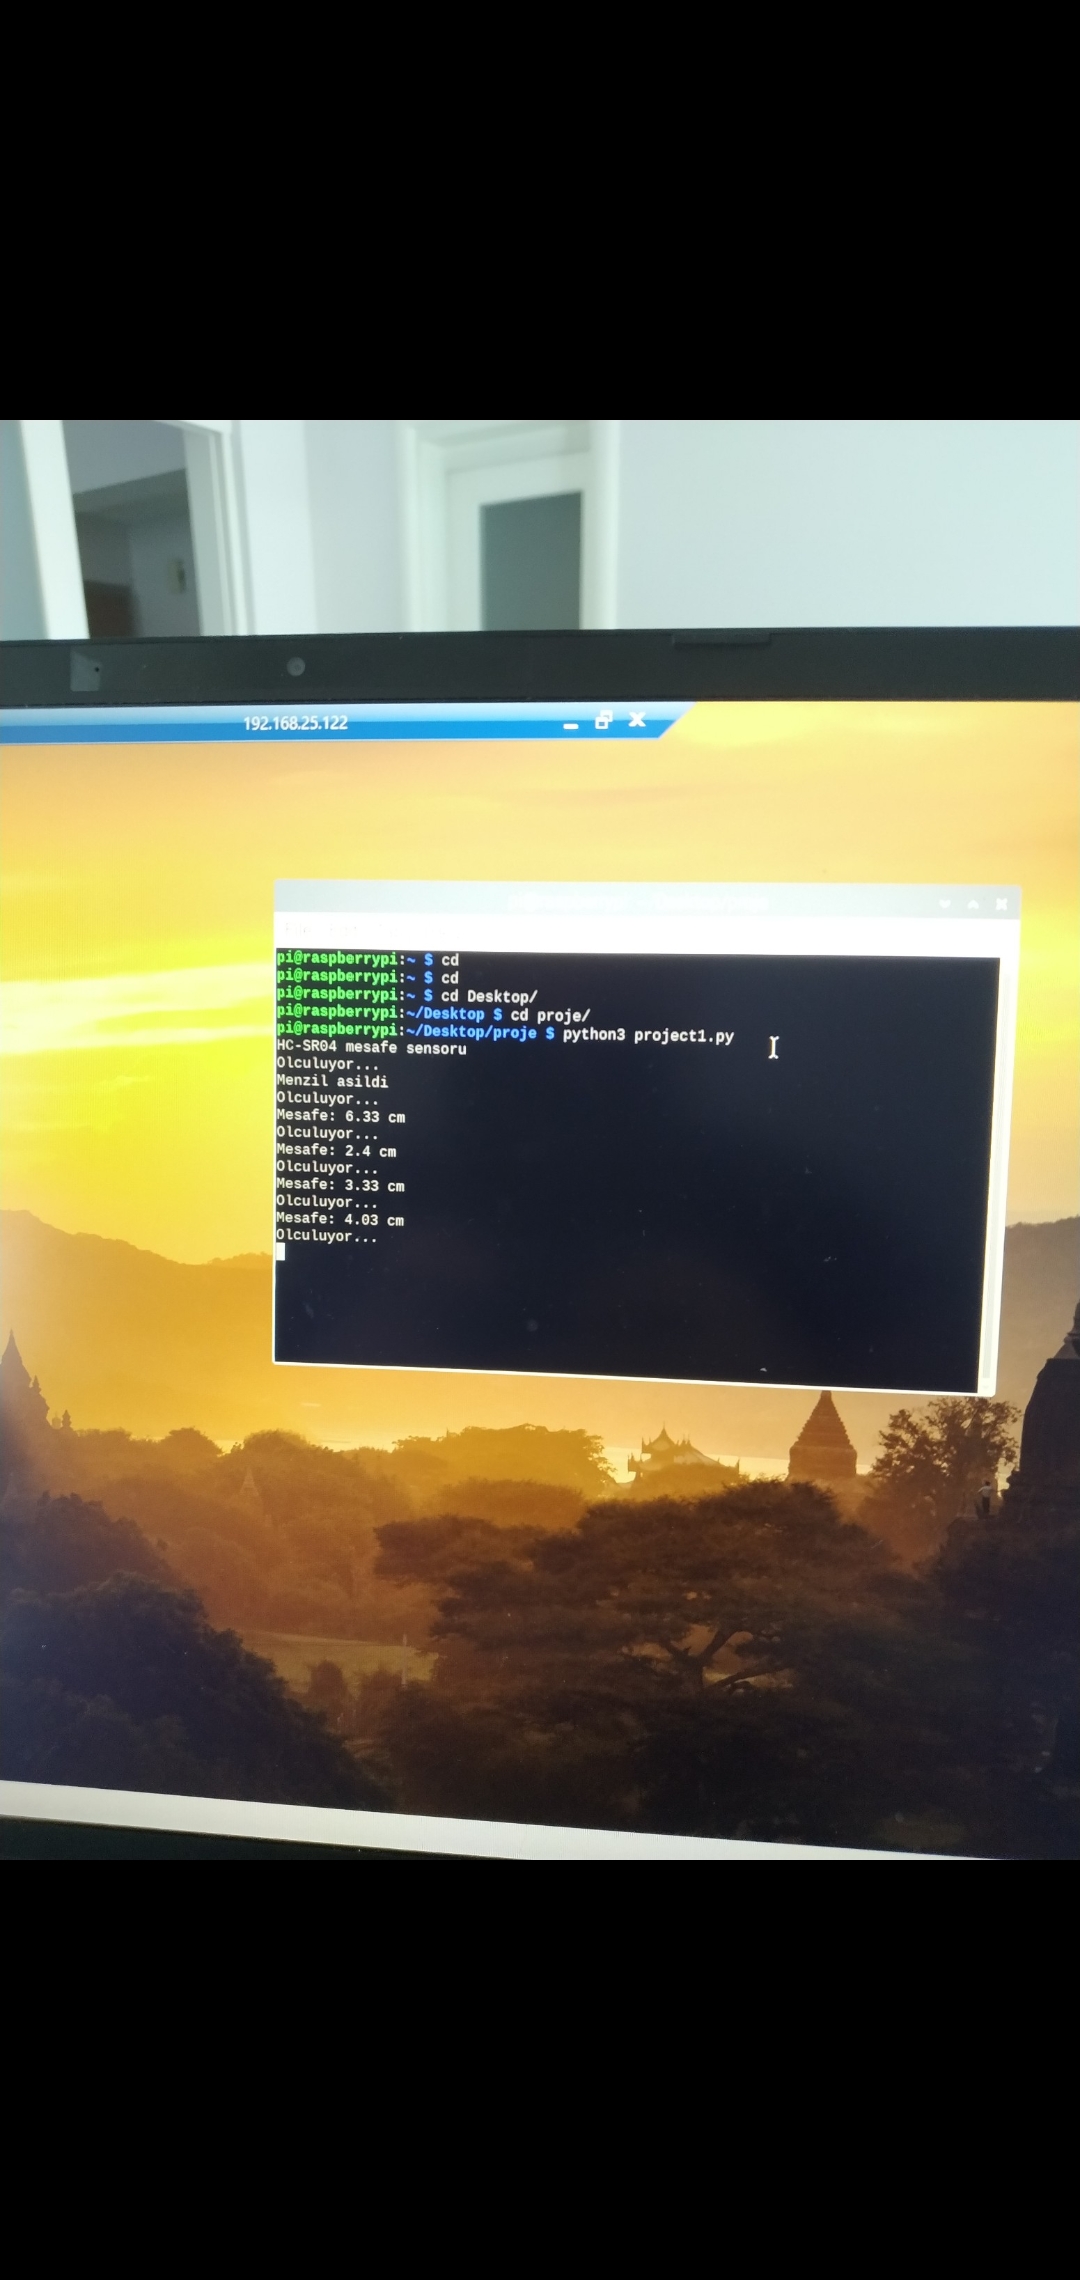 192.168.25.122
pi@raspberrypi:~ $ cd
pi@raspberrypi:~ $ cd
pi@raspberrypi:~ $ cd Desktop/
pi@raspberrypi:~/Desktop $ cd proje/
pi@raspberrypi:~/Desktop/proje $ python3 project1.py
HC-SR04 mesafe sensoru
Olculuyor...
Menzil asildi
Olculuyor...
Mesafe: 6.33 cm
Olculuyor...
Mesafe: 2.4 cm
Olculuyor...
Mesafe: 3.33 cm
Olculuyor...
Mesafe: 4.03 cm
Olculuyor...